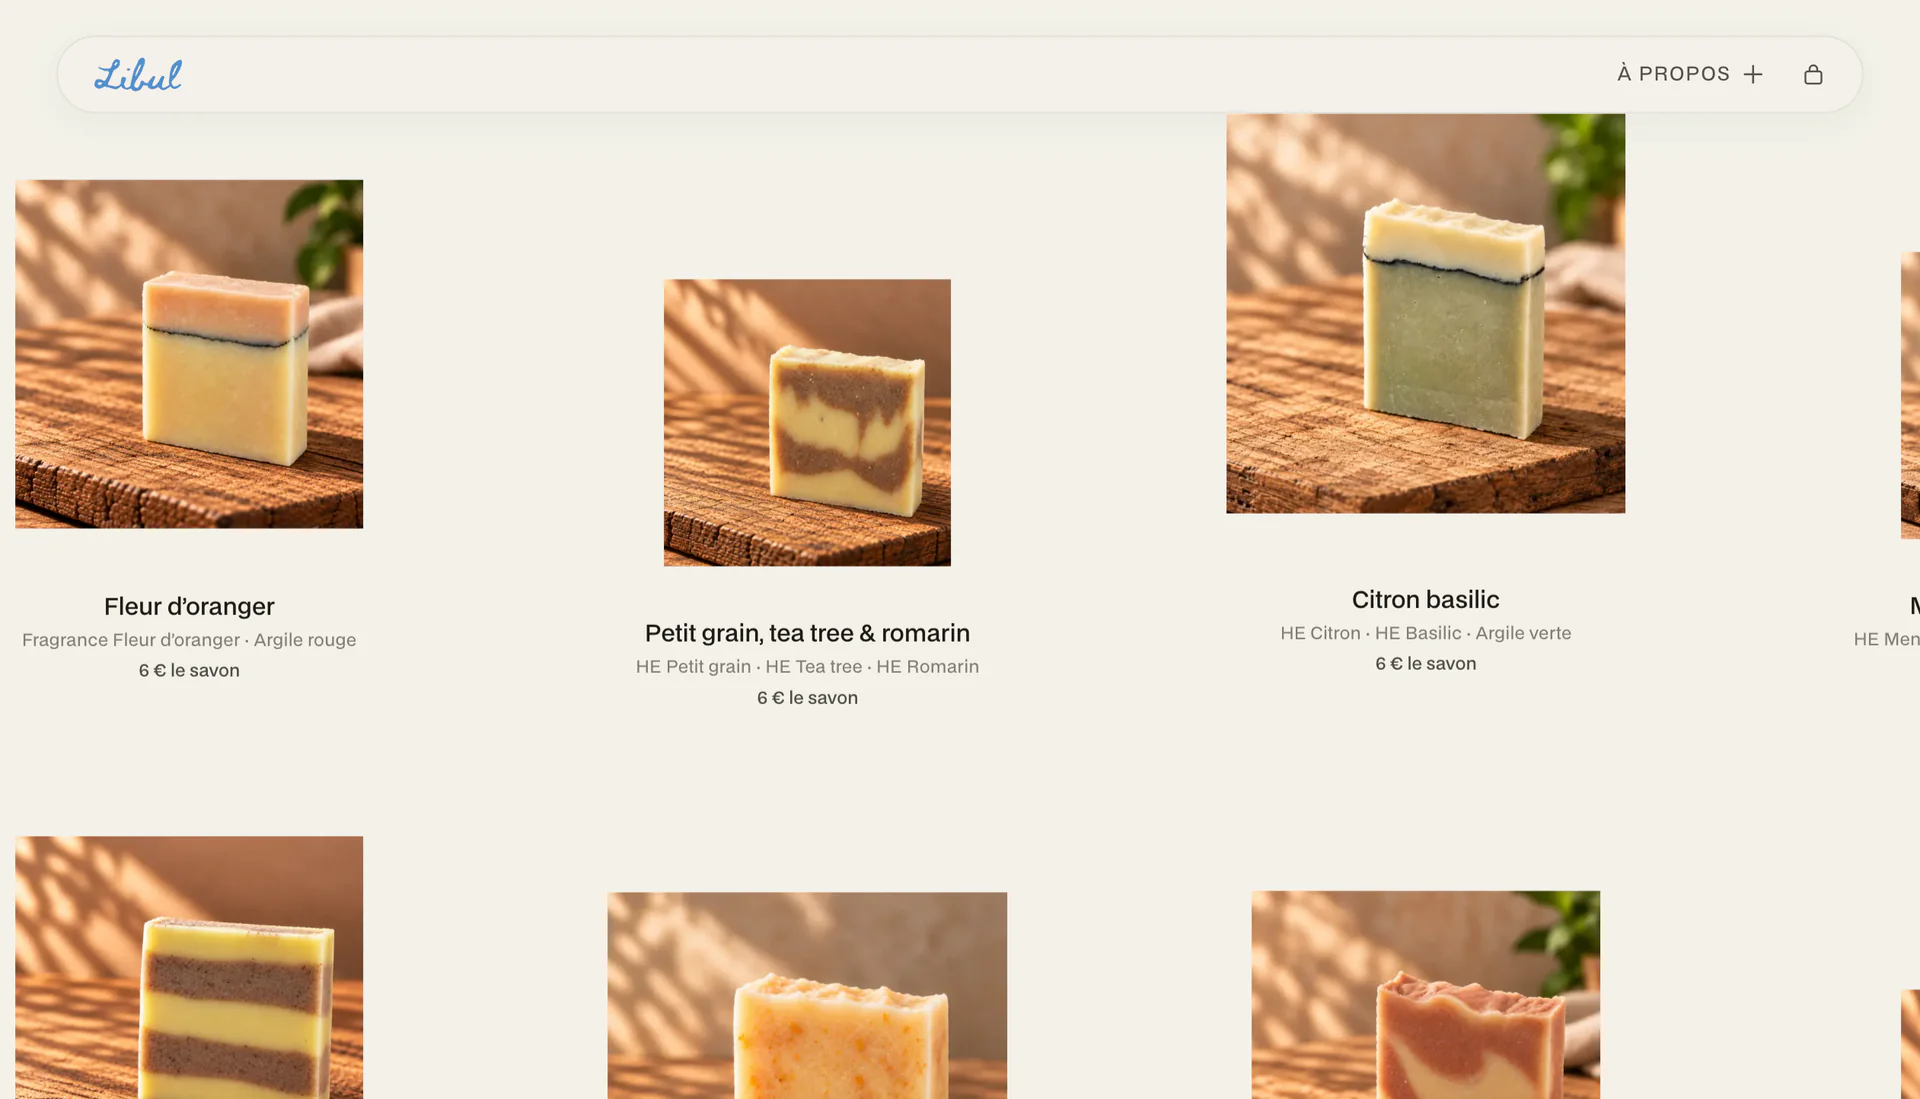 Libul
À PROPOS
Fleur d’oranger
Fragrance Fleur d’oranger · Argile rouge
6 € le savon
Petit grain, tea tree & romarin
HE Petit grain · HE Tea tree · HE Romarin
6 € le savon
Citron basilic
HE Citron · HE Basilic · Argile verte
6 € le savon
M
HE Men